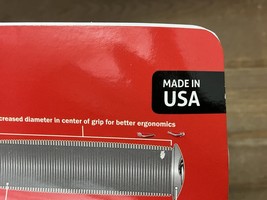 MADE IN
USA
creased diameter in center of grip for better ergonomics